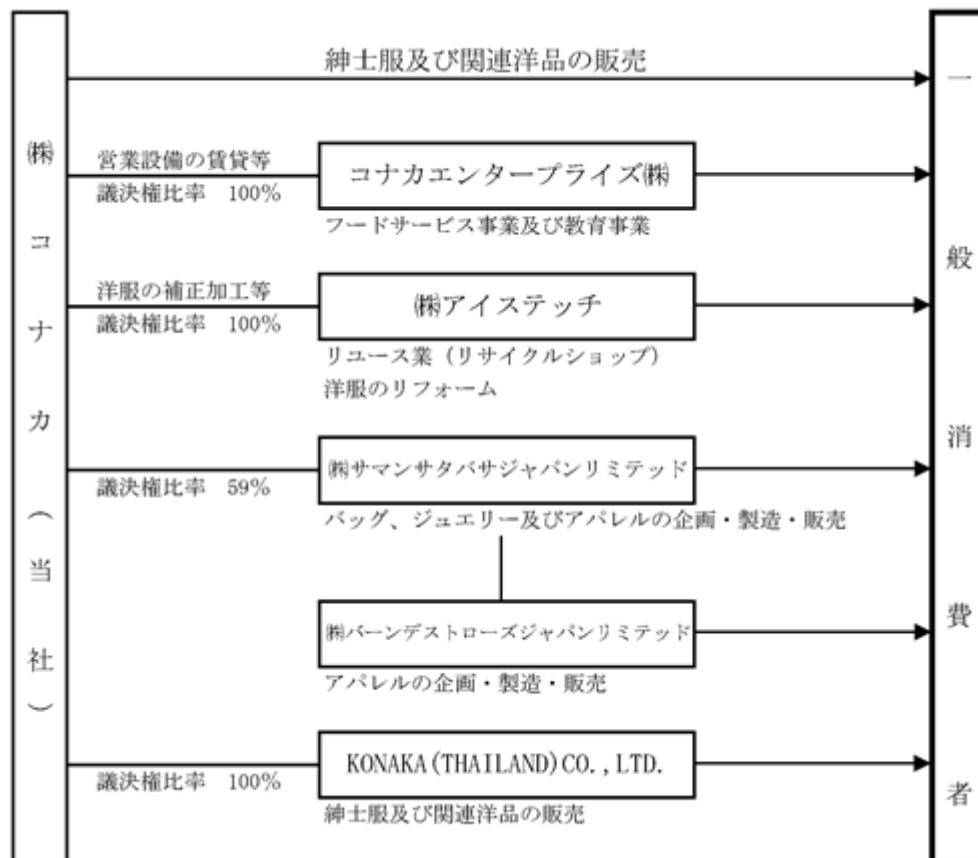 ㈱コナカ(当社)
紳士服及び関連洋品の販売
一般消費者
営業設備の賃貸等
議決権比率 100%
コナカエンタープライズ㈱
フードサービス事業及び教育事業
洋服の補正加工等
議決権比率 100%
㈱アイステッチ
リユース業(リサイクルショップ)
洋服のリフォーム
議決権比率 59%
㈱サマンサタバサジャパンリミテッド
バッグ、ジュエリー及びアパレルの企画・製造・販売
㈱バーンデストローズジャパンリミテッド
アパレルの企画・製造・販売
議決権比率 100%
KONAKA(THAILAND)CO.,LTD.
紳士服及び関連洋品の販売